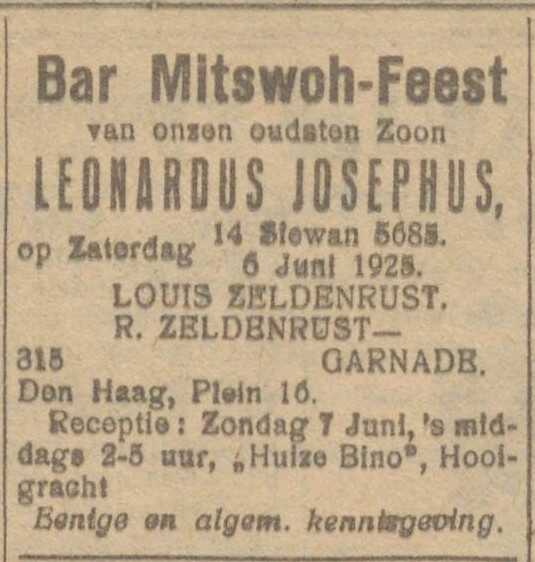 Bar Mitswoh-Feest
van onzen oudsten Zoon
LEONARDUS JOSEPHUS,
op Zaterdag 14 Siewan 5685.
6 Juni 1925.
LOUIS ZELDENRUST.
R. ZELDENRUST—
315 GARNADE.
Den Haag, Plein 16.
Receptie: Zondag 7 Juni, 's mid-
dags 2-5 uur, „Huize Bino", Hooi-
gracht
Eenige en algem. kennisgeving.